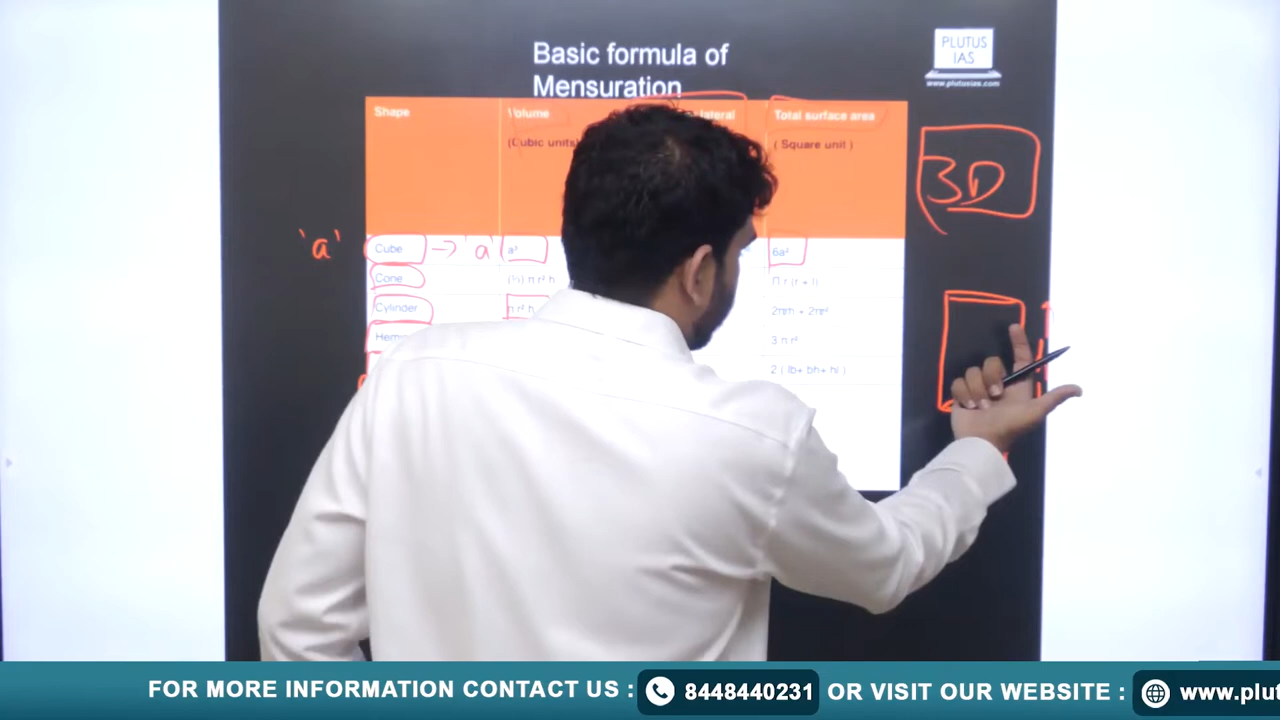 Basic formula of
Mensuration
PLUTUS
IAS
www.plutusias.com
Shape
Volume
(Cubic units)
lateral
Total surface area
( Square unit )
3D
'a'
Cube
→ 'a'
a³
6a²
Cone
(⅓) π r² h
π r (r + l)
Cylinder
π r² h
2πrh + 2πr²
3 π r²
2 ( lb+ bh+ hl )
FOR MORE INFORMATION CONTACT US :
8448440231
OR VISIT OUR WEBSITE :
www.plut